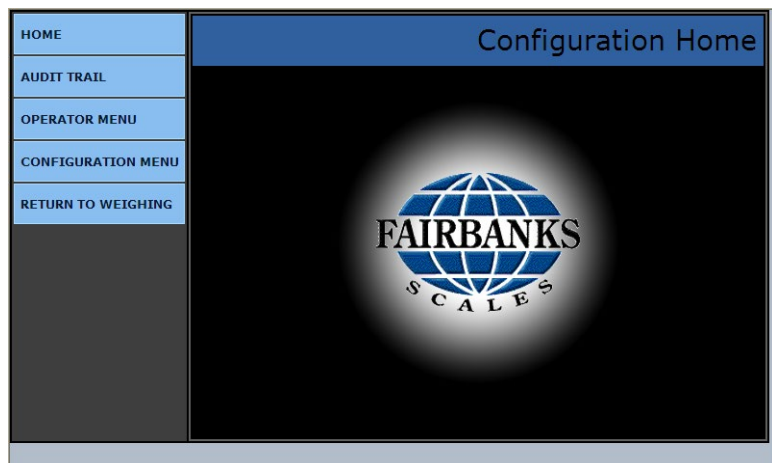 HOME
Configuration Home
AUDIT TRAIL
OPERATOR MENU
CONFIGURATION MENU
RETURN TO WEIGHING
FAIRBANKS
SCALES